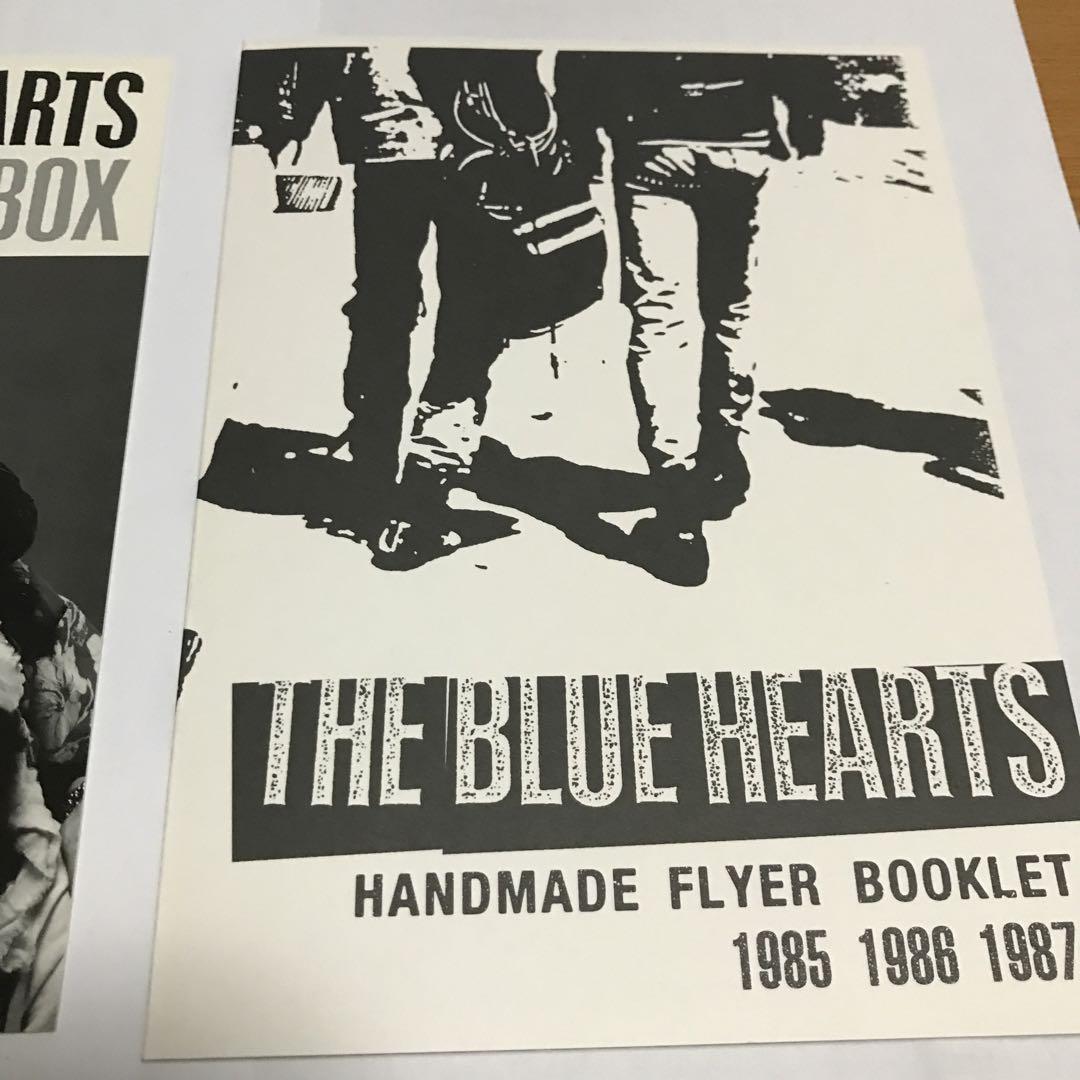 ARTS
BOX
THE BLUE HEARTS
HANDMADE FLYER BOOKLET
1985 1986 1987